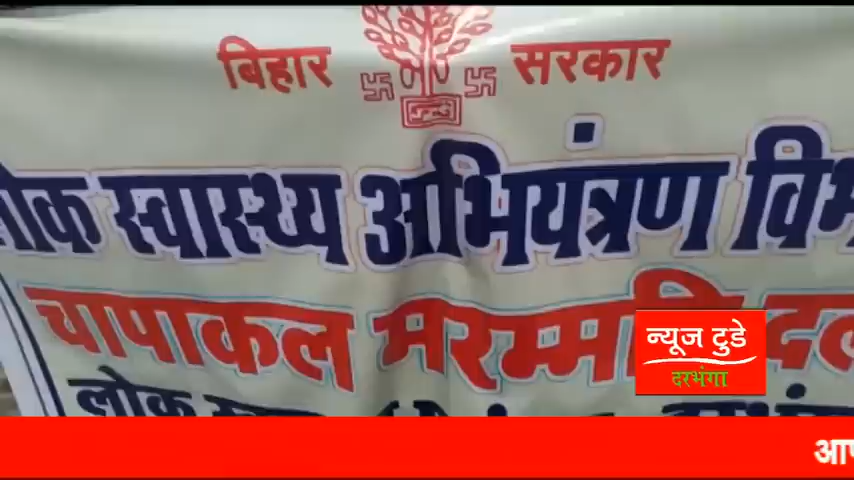 बिहार सरकार
लोक स्वास्थ्य अभियंत्रण
चापाकल मरम्मति
न्यूज टुडे
दरभंगा
लोक